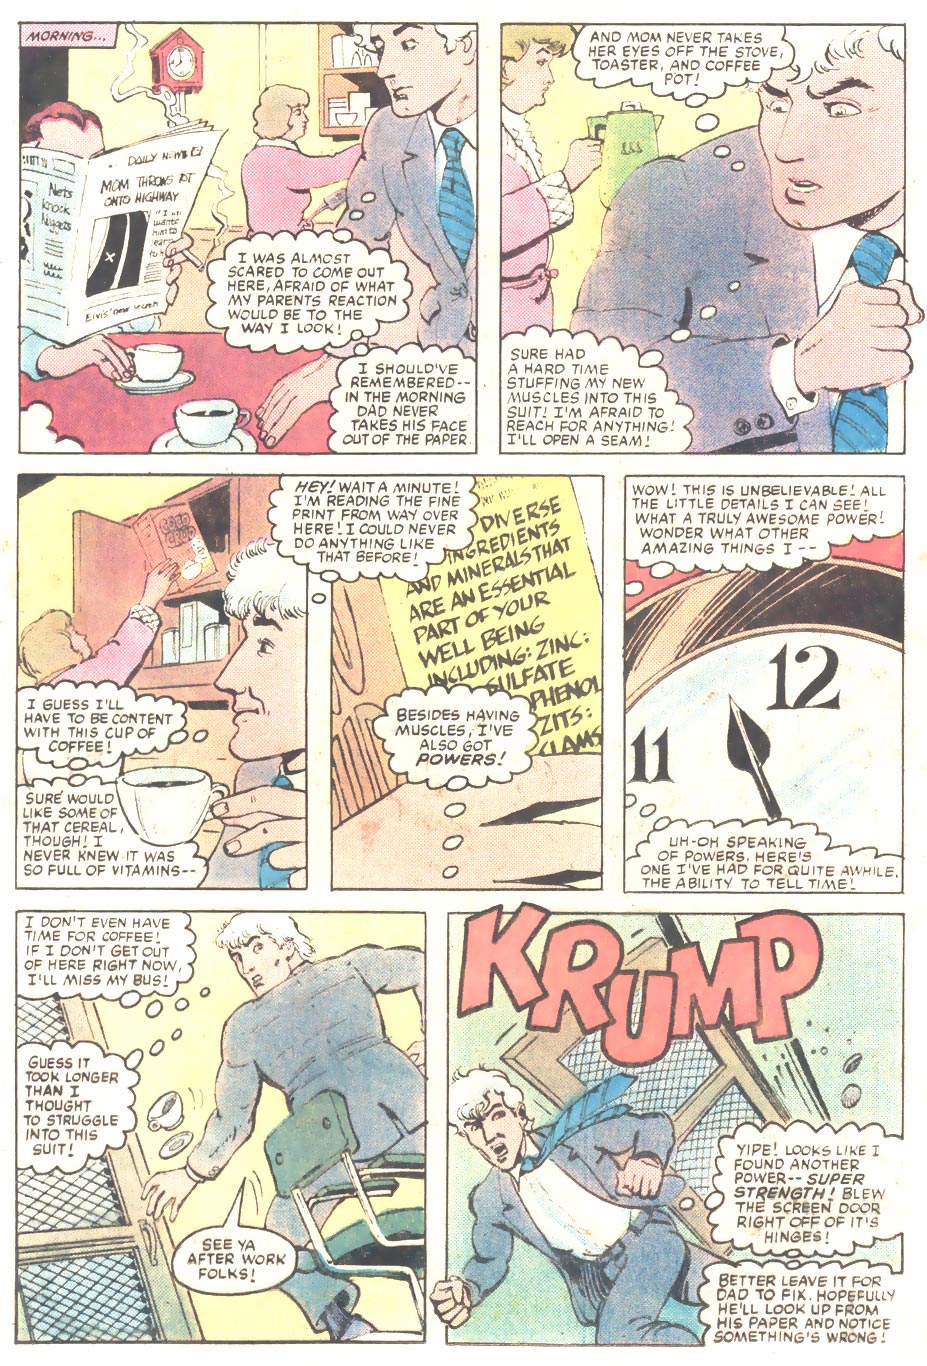 MORNING...
DAILY NEWS
MOM THROWS TOT
ONTO HIGHWAY
Nets
Knock
Nuggets
Elvis' new secrets
I WAS ALMOST
SCARED TO COME OUT
HERE, AFRAID OF WHAT
MY PARENTS REACTION
WOULD BE TO THE
WAY I LOOK!
I SHOULD'VE
REMEMBERED--
IN THE MORNING
DAD NEVER
TAKES HIS FACE
OUT OF THE PAPER.
AND MOM NEVER TAKES
HER EYES OFF THE STOVE,
TOASTER, AND COFFEE
POT!
SURE HAD
A HARD TIME
STUFFING MY NEW
MUSCLES INTO THIS
SUIT! I'M AFRAID TO
REACH FOR ANYTHING!
I'LL OPEN A SEAM!
I GUESS I'LL
HAVE TO BE CONTENT
WITH THIS CUP OF
COFFEE!
SURE WOULD
LIKE SOME OF
THAT CEREAL,
THOUGH! I
NEVER KNEW IT WAS
SO FULL OF VITAMINS--
HEY! WAIT A MINUTE!
I'M READING THE FINE
PRINT FROM WAY OVER
HERE! I COULD NEVER
DO ANYTHING LIKE
THAT BEFORE!
DIVERSE
INGREDIENTS
AND MINERALS THAT
ARE AN ESSENTIAL
PART OF YOUR
WELL BEING
INCLUDING: ZINC:
SULFATE
PHENOL
ZITS:
CLAMS
BESIDES HAVING
MUSCLES, I'VE
ALSO GOT
POWERS!
WOW! THIS IS UNBELIEVABLE! ALL
THE LITTLE DETAILS I CAN SEE!
WHAT A TRULY AWESOME POWER!
WONDER WHAT OTHER
AMAZING THINGS I --
12
11
UH-OH SPEAKING
OF POWERS, HERE'S
ONE I'VE HAD FOR QUITE AWHILE,
THE ABILITY TO TELL TIME!
I DON'T EVEN HAVE
TIME FOR COFFEE!
IF I DON'T GET OUT
OF HERE RIGHT NOW,
I'LL MISS MY BUS!
GUESS IT
TOOK LONGER
THAN I
THOUGHT
TO STRUGGLE
INTO THIS
SUIT!
SEE YA
AFTER WORK
FOLKS!
KRUMP
YIPE! LOOKS LIKE I
FOUND ANOTHER
POWER-- SUPER
STRENGTH! BLEW
THE SCREEN DOOR
RIGHT OFF OF IT'S
HINGES!
BETTER LEAVE IT FOR
DAD TO FIX. HOPEFULLY
HE'LL LOOK UP FROM
HIS PAPER AND NOTICE
SOMETHING'S WRONG!